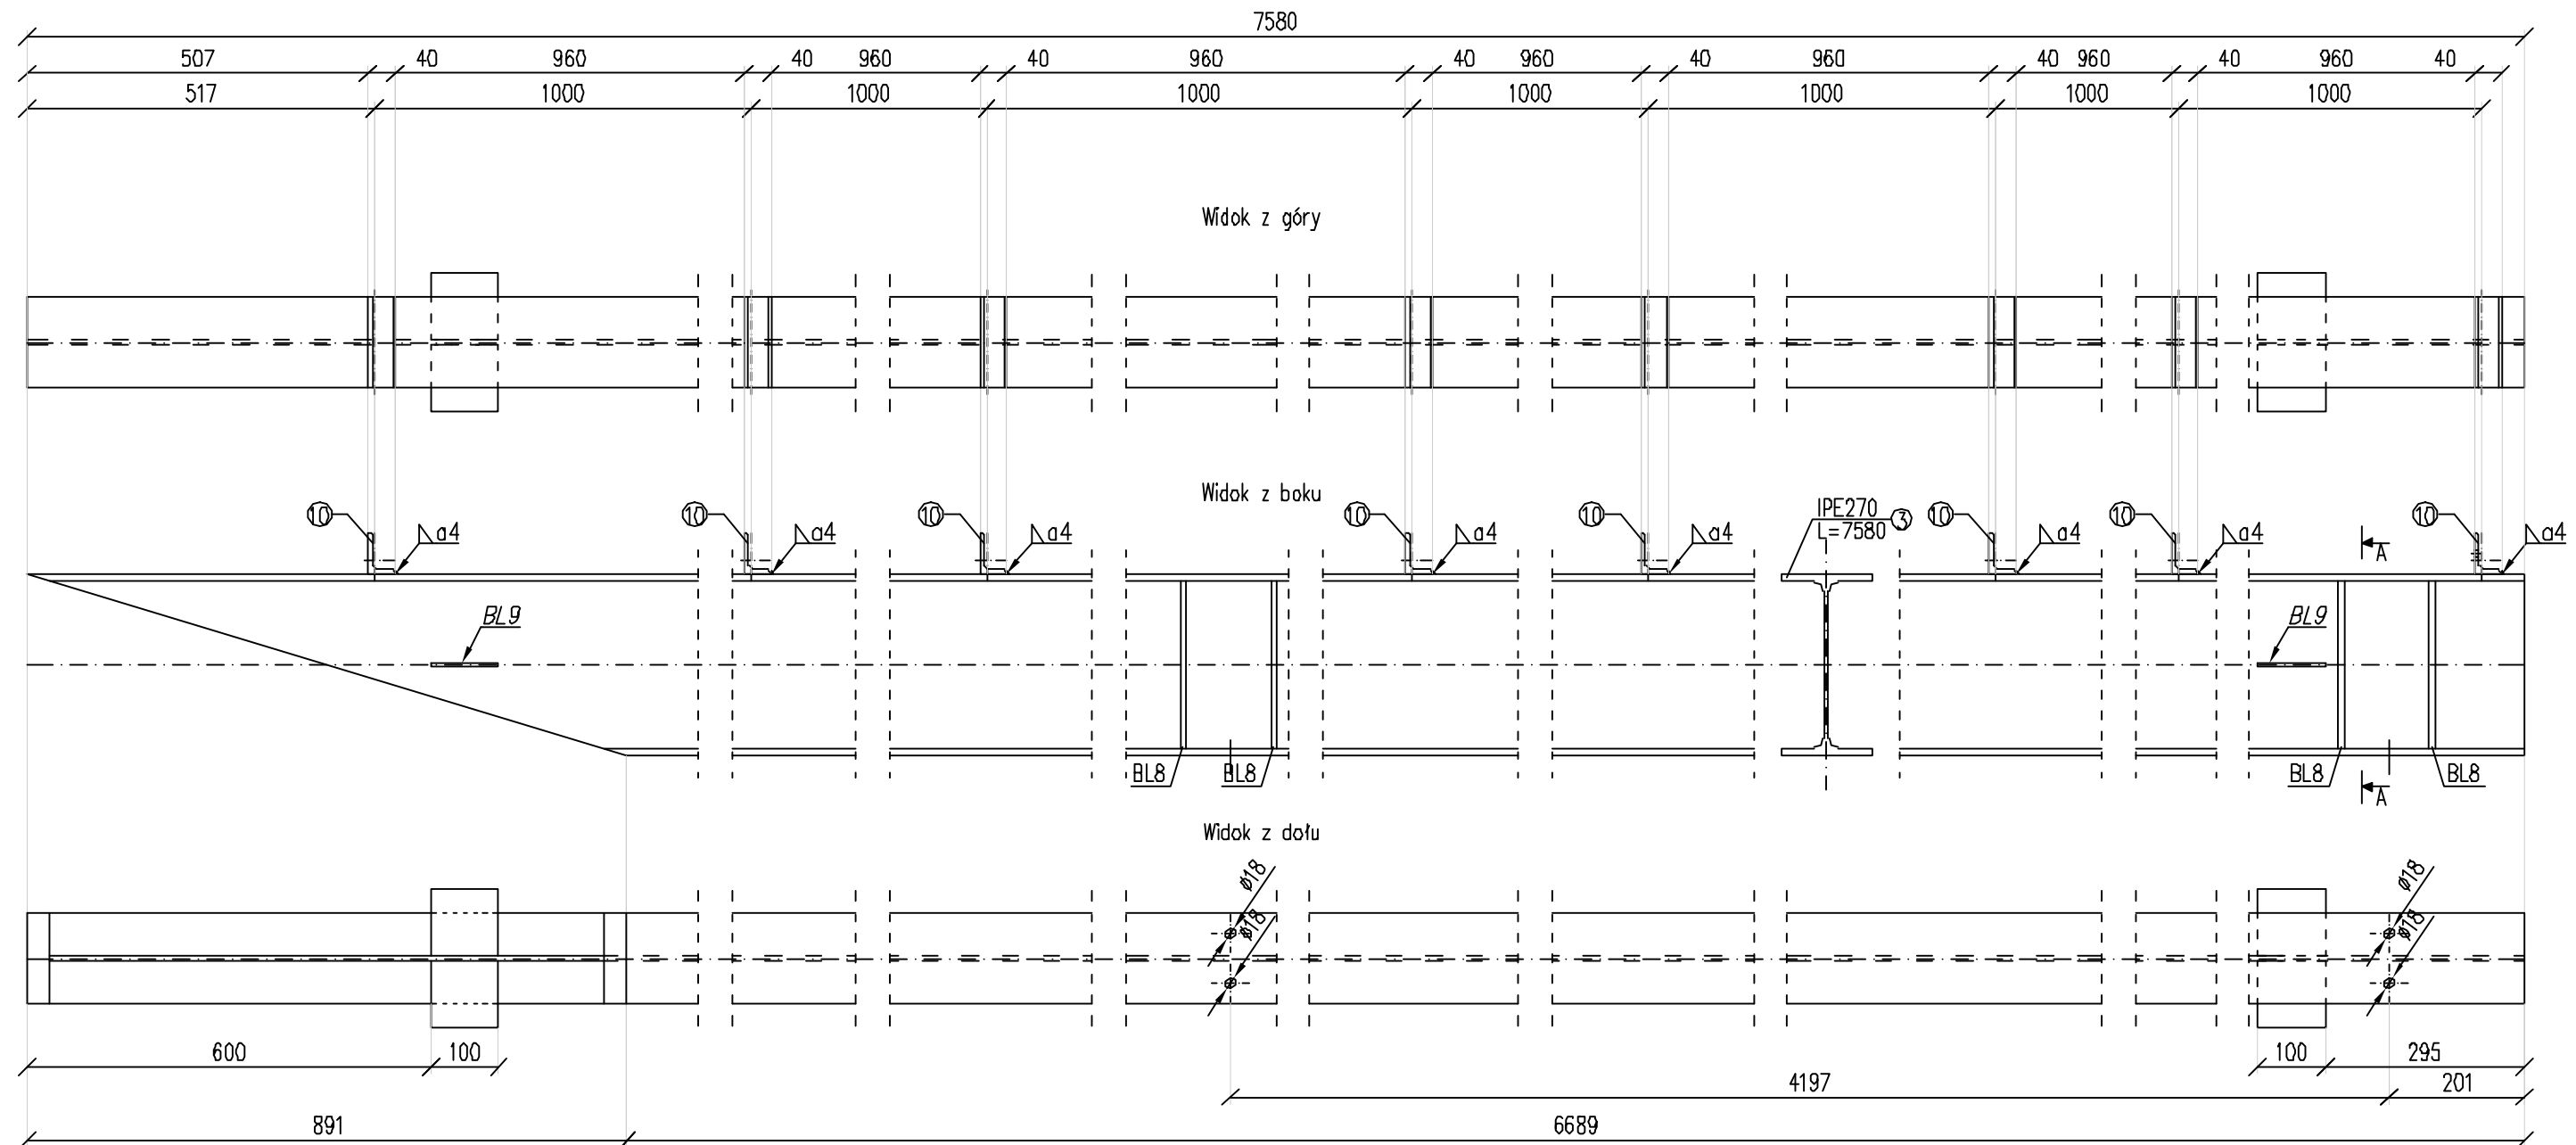 7580
507 40 960 40 960 40 960 40 960 40 960 40 960 40 960 40
517 1000 1000 1000 1000 1000 1000 1000
Widok z góry
Widok z boku
10 a4 10 a4 10 a4 10 a4 10 a4 IPE270 3 10 a4 10 a4 10 a4
L=7580
A
BL9 BL9
BL8 BL8 BL8 BL8
A
Widok z dołu
ø18 ø18
ø18 ø18
600 100 100 295
4197 201
891 6689